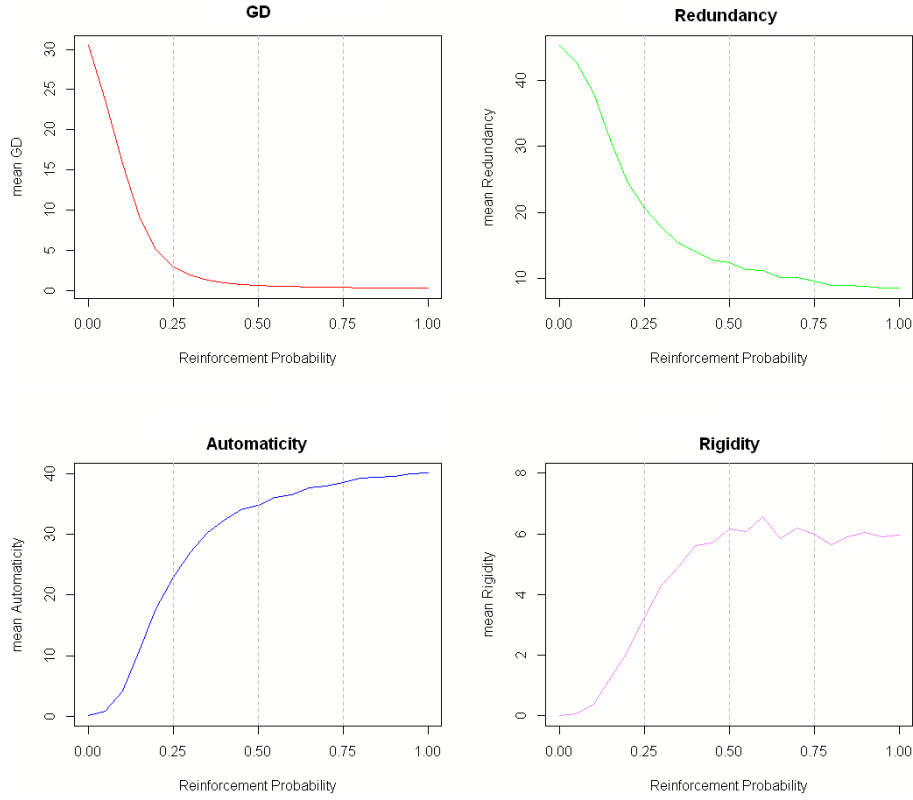 GD
mean GD
30
25
20
15
10
5
0
0.00 0.25 0.50 0.75 1.00
Reinforcement Probability
Redundancy
mean Redundancy
40
30
20
10
0.00 0.25 0.50 0.75 1.00
Reinforcement Probability
Automaticity
mean Automaticity
40
30
20
10
0
0.00 0.25 0.50 0.75 1.00
Reinforcement Probability
Rigidity
mean Rigidity
8
6
4
2
0
0.00 0.25 0.50 0.75 1.00
Reinforcement Probability